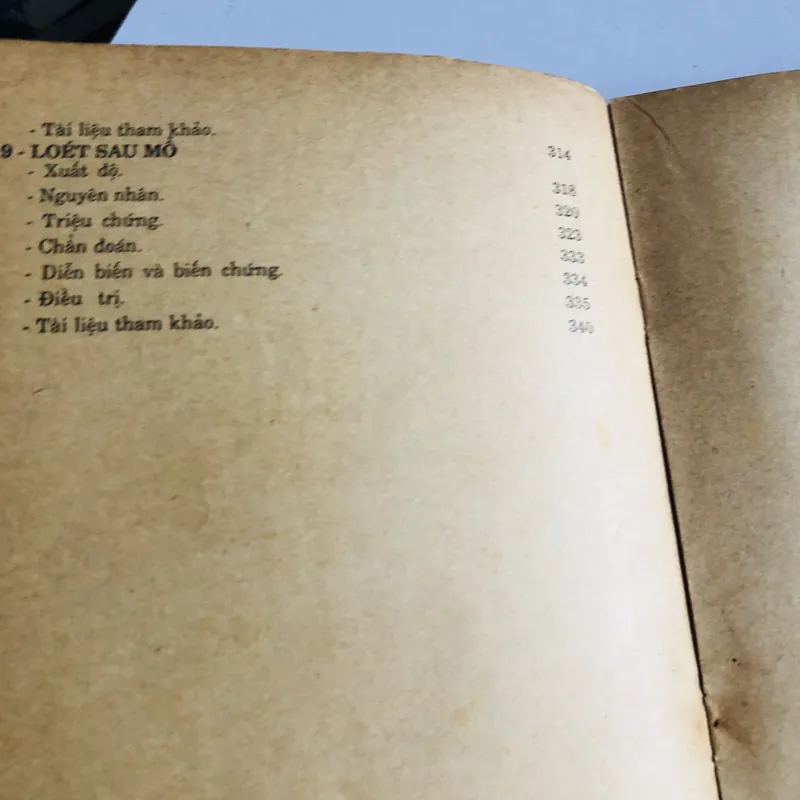 - Tài liệu tham khảo. 314
9 - LOÉT SAU MỔ
- Xuất độ. 318
- Nguyên nhân. 320
- Triệu chứng. 323
- Chẩn đoán. 333
- Diễn biến và biến chứng. 334
- Điều trị. 335
- Tài liệu tham khảo. 340